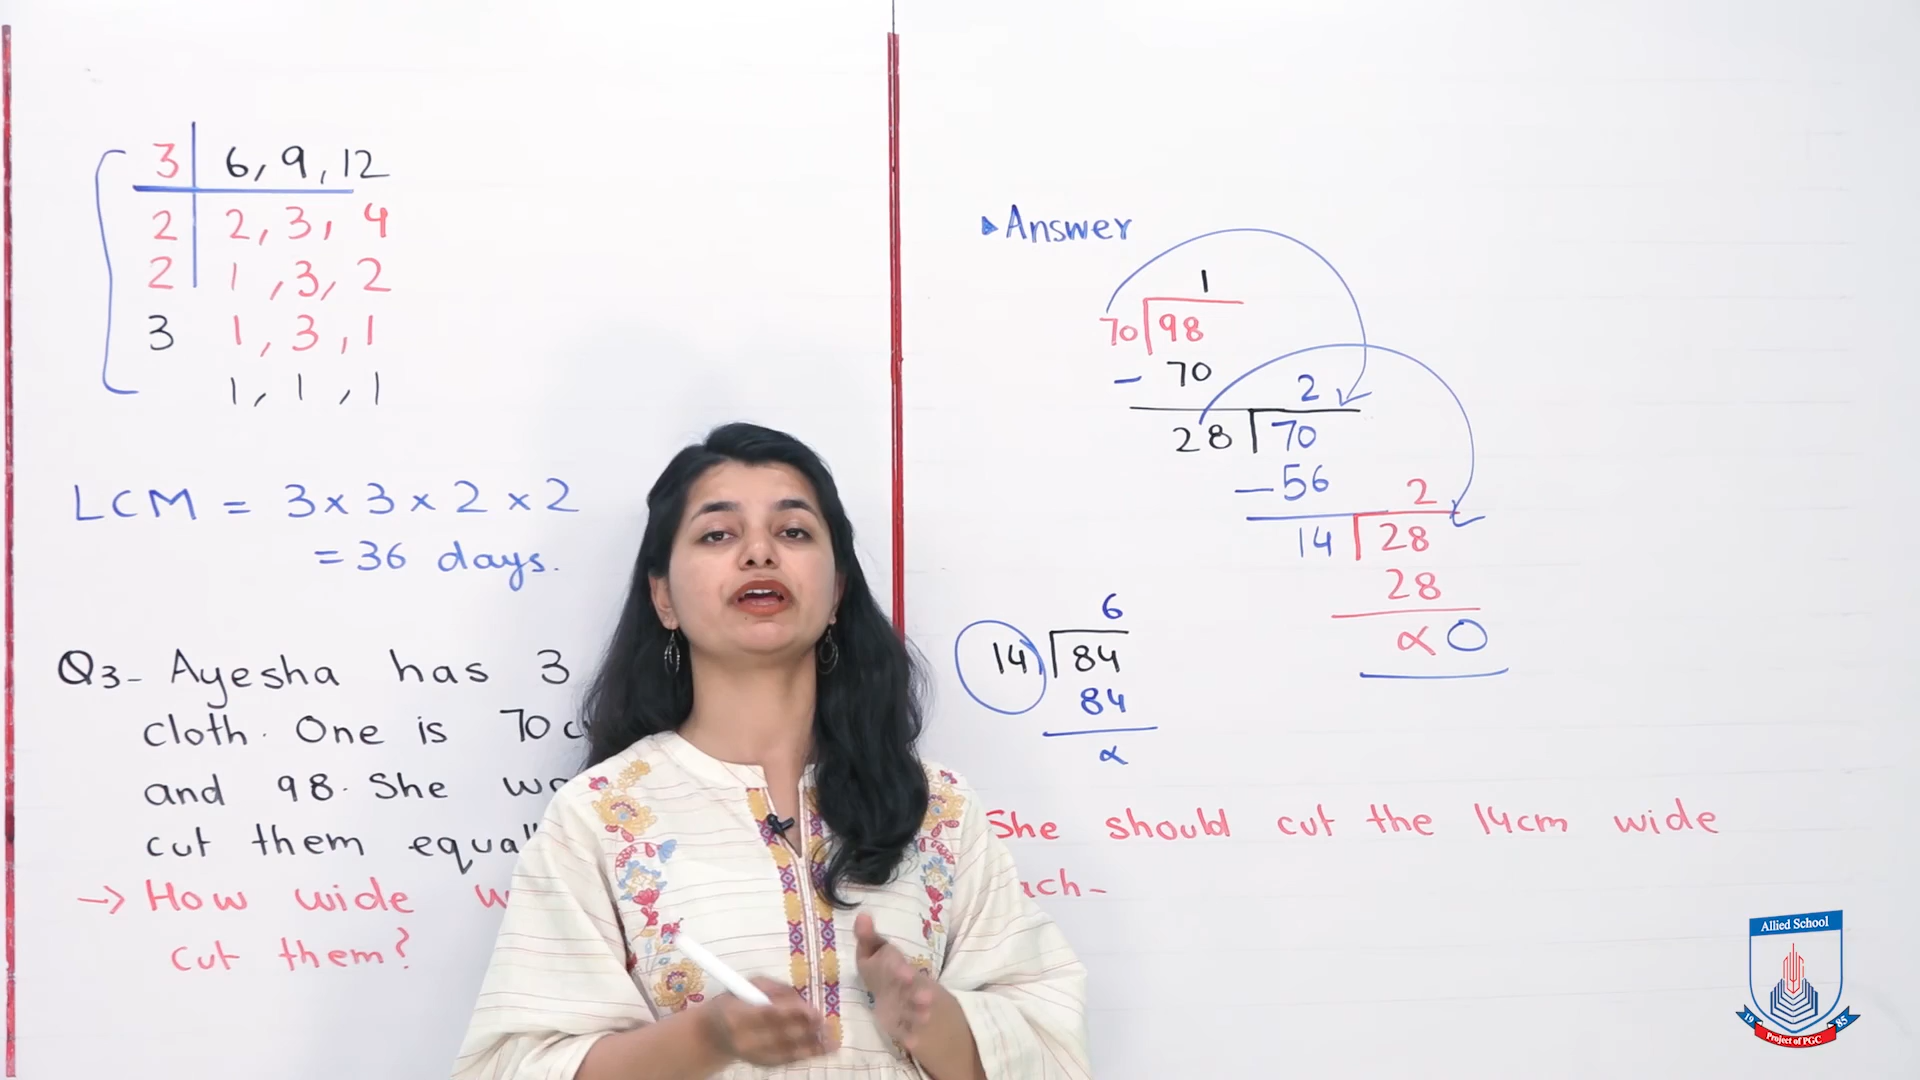 3 6, 9, 12
2 2, 3, 4
2 1, 3, 2
3 1, 3, 1
1, 1, 1
LCM = 3 x 3 x 2 x 2
= 36 days.
Q3- Ayesha has 3
cloth. One is 70
and 98. She
cut them
→ How wide
cut them?
Answer
1
70 98
- 70
2
28 70
- 56
2
14 28
28
0
6
14 84
84
She should cut the 14cm wide
Allied School
19 85
Project of PGC